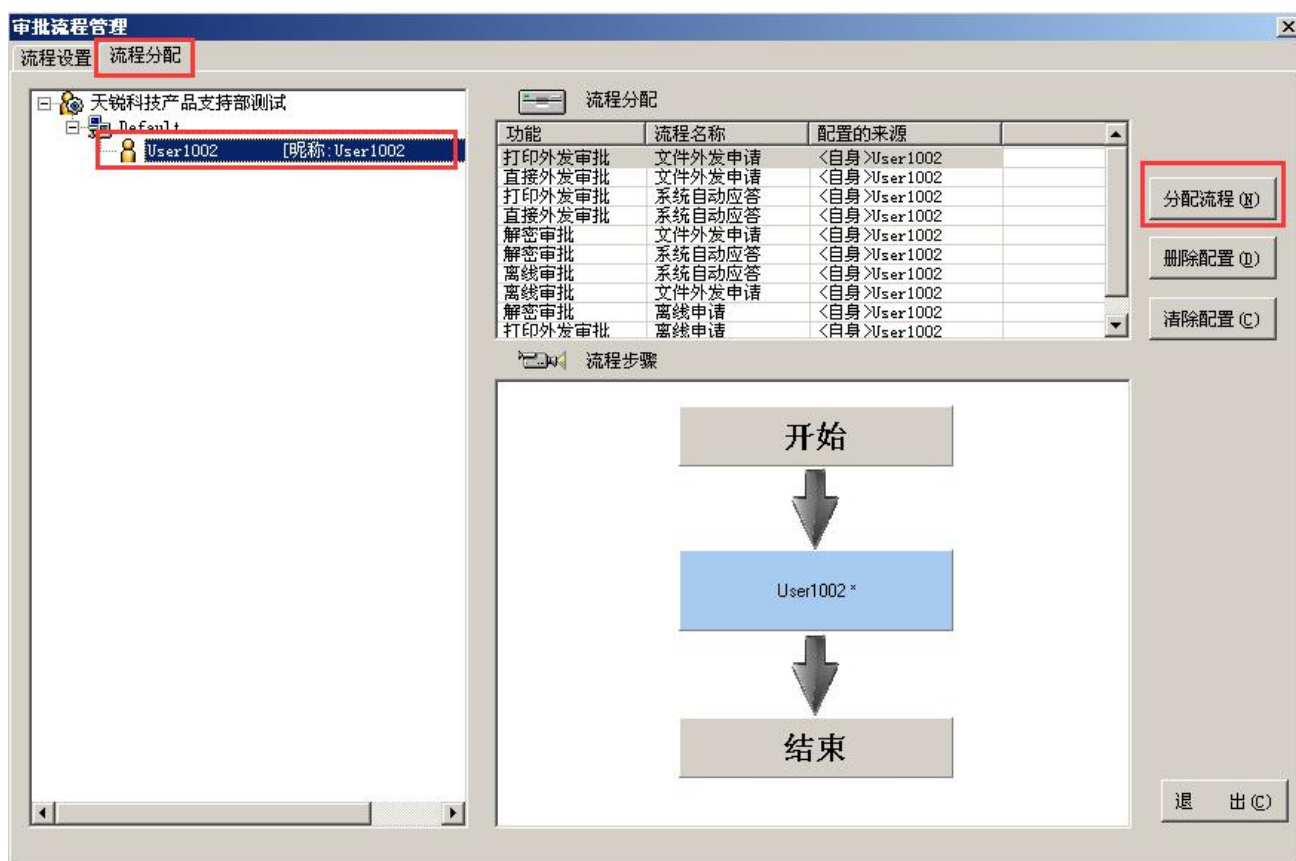 审批流程管理
流程设置 流程分配
天锐科技产品支持部测试
Default
User1002 [昵称:User1002
流程分配
功能 流程名称 配置的来源
打印外发审批 文件外发申请 <自身>User1002
直接外发审批 文件外发申请 <自身>User1002
打印外发审批 系统自动应答 <自身>User1002
直接外发审批 系统自动应答 <自身>User1002
解密审批 文件外发申请 <自身>User1002
解密审批 系统自动应答 <自身>User1002
离线审批 系统自动应答 <自身>User1002
离线审批 文件外发申请 <自身>User1002
解密审批 离线申请 <自身>User1002
打印外发审批 离线申请 <自身>User1002
分配流程(N)
删除配置(D)
清除配置(C)
流程步骤
开始
User1002 *
结束
退 出(C)